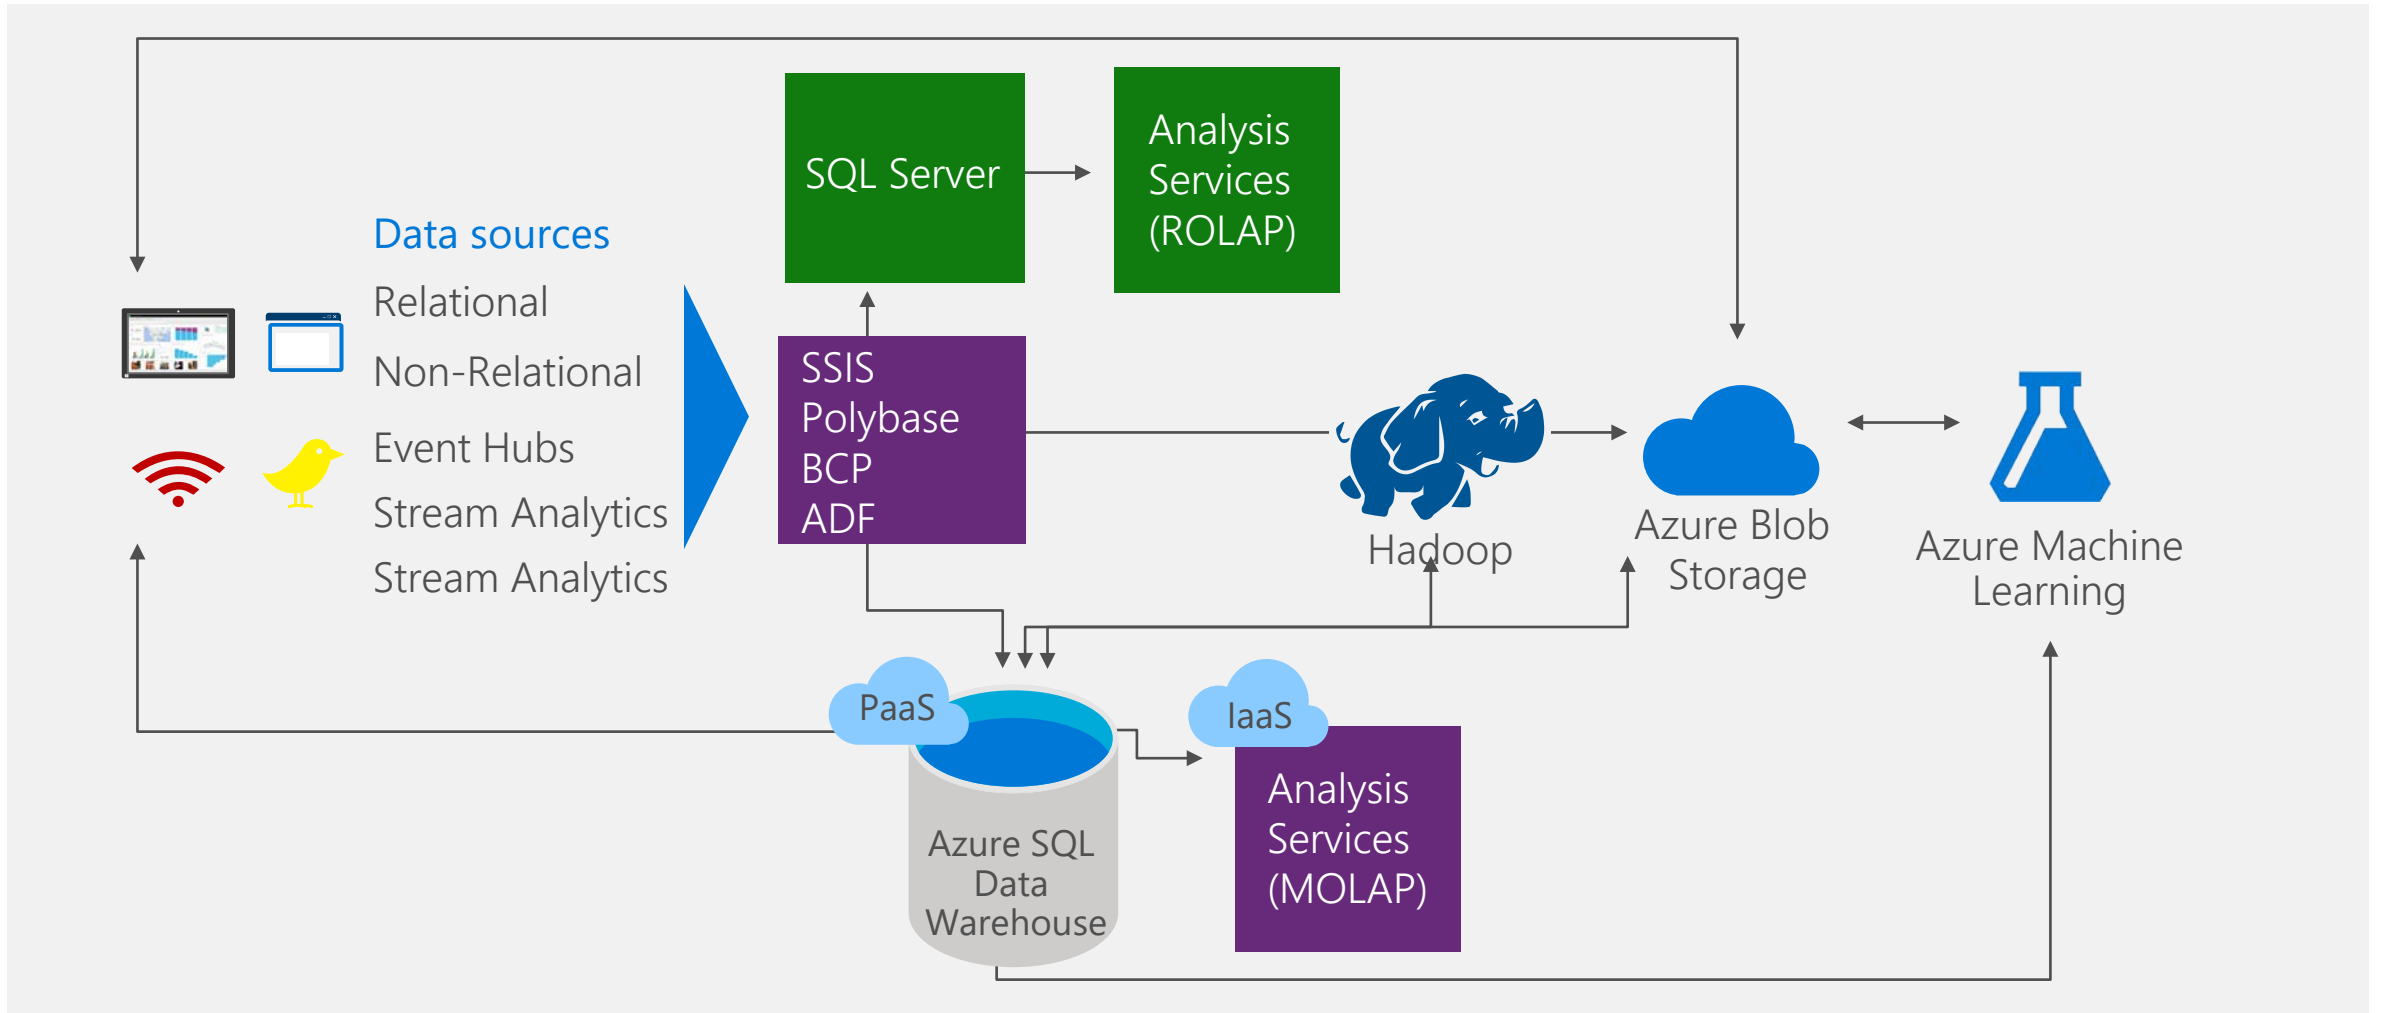 Data sources
Relational
Non-Relational
Event Hubs
Stream Analytics
Stream Analytics
SQL Server
Analysis
Services
(ROLAP)
SSIS
Polybase
BCP
ADF
Hadoop
Azure Blob
Storage
Azure Machine
Learning
PaaS
Azure SQL
Data
Warehouse
IaaS
Analysis
Services
(MOLAP)